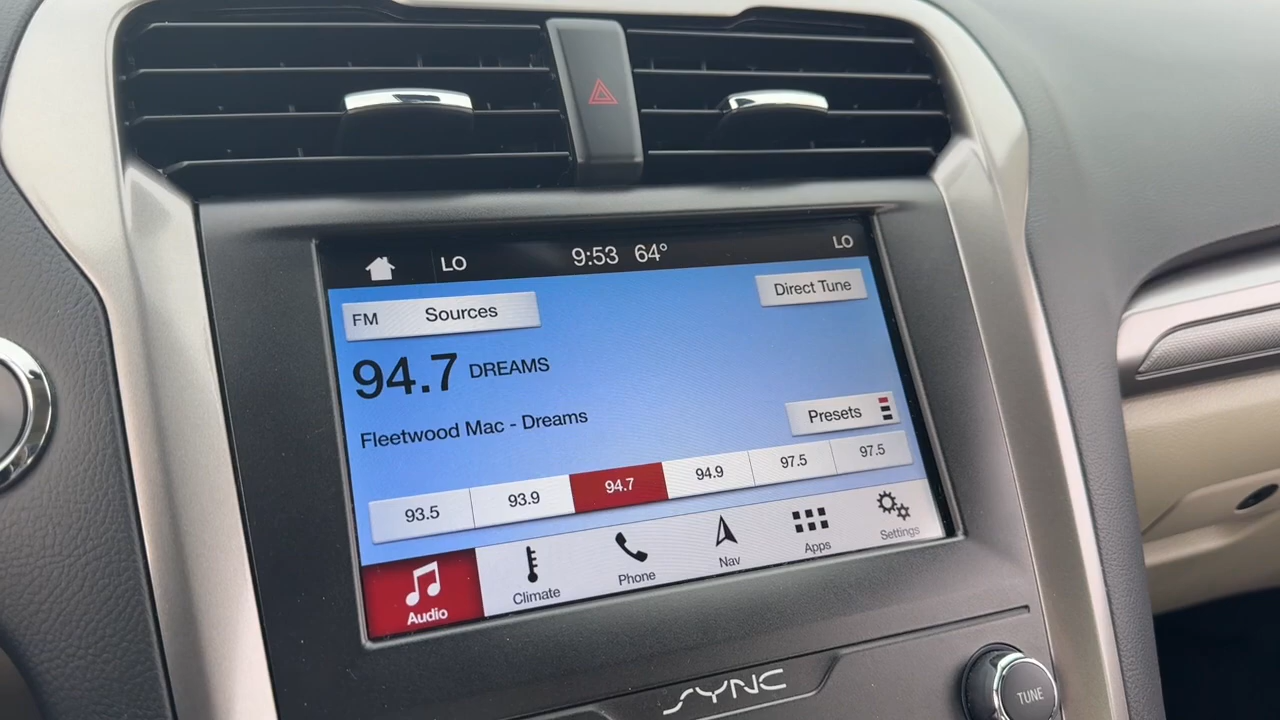 LO 9:53 64° LO
FM Sources Direct Tune
94.7 DREAMS
Fleetwood Mac - Dreams
Presets
93.5 93.9 94.7 94.9 97.5 97.5
Audio Climate Phone Nav Apps Settings
SYNC
TUNE